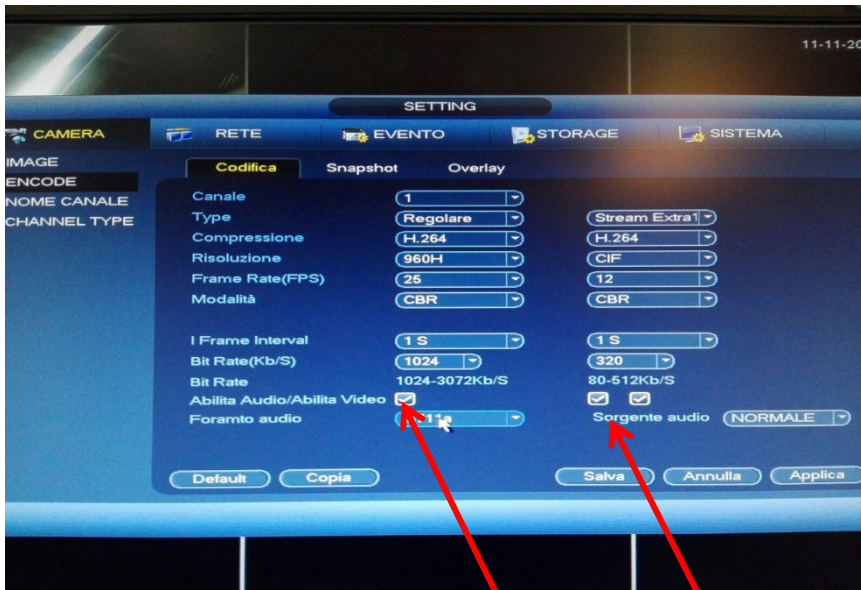 11-11-20
SETTING
CAMERA RETE EVENTO STORAGE SISTEMA
IMAGE
ENCODE
NOME CANALE
CHANNEL TYPE
Codifica Snapshot Overlay
Canale 1
Type Regolare Stream Extra1
Compressione H.264 H.264
Risoluzione 960H CIF
Frame Rate(FPS) 25 12
Modalità CBR CBR
I Frame Interval 1 S 1 S
Bit Rate(Kb/S) 1024 320
Bit Rate 1024-3072Kb/S 80-512Kb/S
Abilita Audio/Abilita Video
Foramto audio Sorgente audio NORMALE
Default Copia Salva Annulla Applica